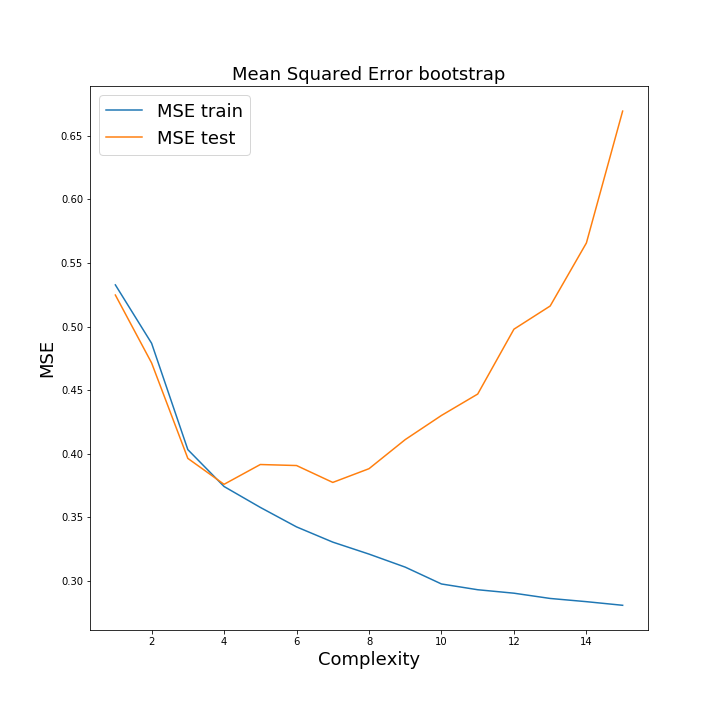 Mean Squared Error bootstrap
MSE train
MSE test
0.65
0.60
0.55
0.50
0.45
0.40
0.35
0.30
MSE
2 4 6 8 10 12 14
Complexity